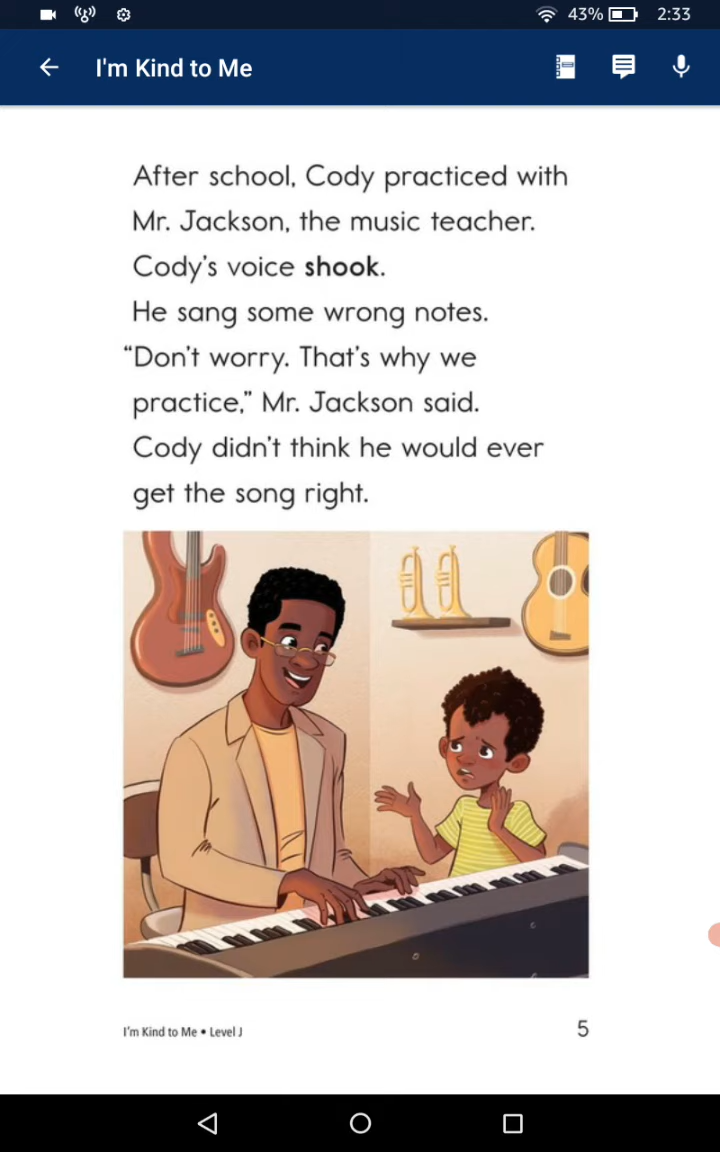 43% 2:33
I'm Kind to Me
After school, Cody practiced with
Mr. Jackson, the music teacher.
Cody's voice shook.
He sang some wrong notes.
“Don't worry. That's why we
practice,” Mr. Jackson said.
Cody didn't think he would ever
get the song right.
I'm Kind to Me • Level J
5